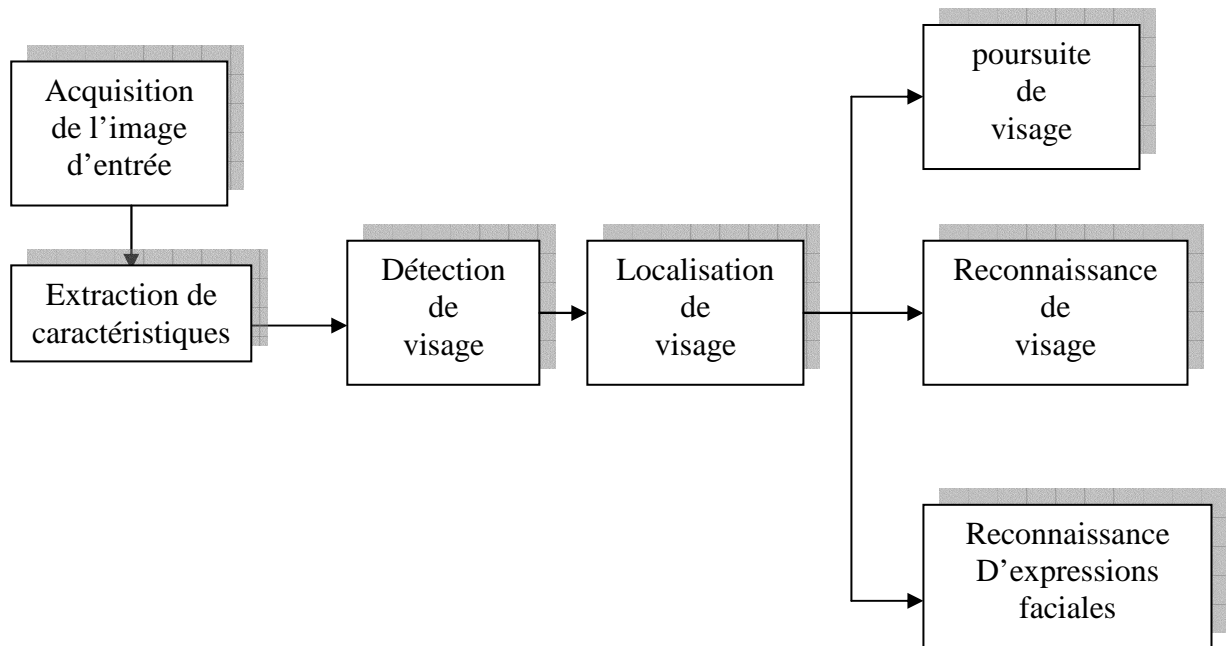 Acquisition
de l’image
d’entrée
Extraction de
caractéristiques
Détection
de
visage
Localisation
de
visage
poursuite
de
visage
Reconnaissance
de
visage
Reconnaissance
D’expressions
faciales